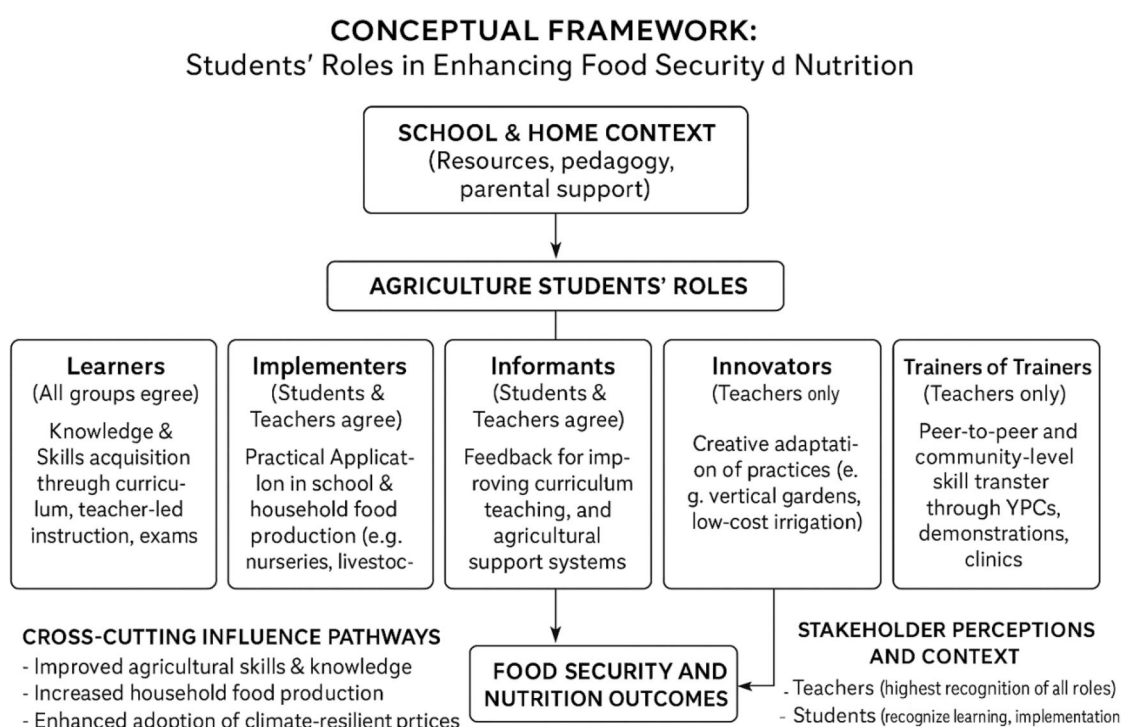 CONCEPTUAL FRAMEWORK:
Students' Roles in Enhancing Food Security d Nutrition
SCHOOL & HOME CONTEXT
(Resources, pedagogy,
parental support)
AGRICULTURE STUDENTS' ROLES
Learners
(All groups egree)
Knowledge &
Skills acquisition
through curricu-
lum, teacher-led
instruction, exams
Implementers
(Students &
Teachers agree)
Practical Applicat-
lon in school &
household food
production (e.g.
nurseries, livestoc-
Informants
(Students &
Teachers agree)
Feedback for imp-
roving curriculum
teaching, and
agricultural
support systems
Innovators
(Teachers only
Creative adaptati-
on of practices (e.
g. vertical gardens,
low-cost irrigation)
Trainers of Trainers
(Teachers only)
Peer-to-peer and
community-level
skill transter
through YPCs,
demonstrations,
clinics
CROSS-CUTTING INFLUENCE PATHWAYS
- Improved agricultural skills & knowledge
- Increased household food production
- Enhanced adoption of climate-resilient prtices
FOOD SECURITY AND
NUTRITION OUTCOMES
STAKEHOLDER PERCEPTIONS
AND CONTEXT
- Teachers (highest recognition of all roles)
- Students (recognize learning, implementation